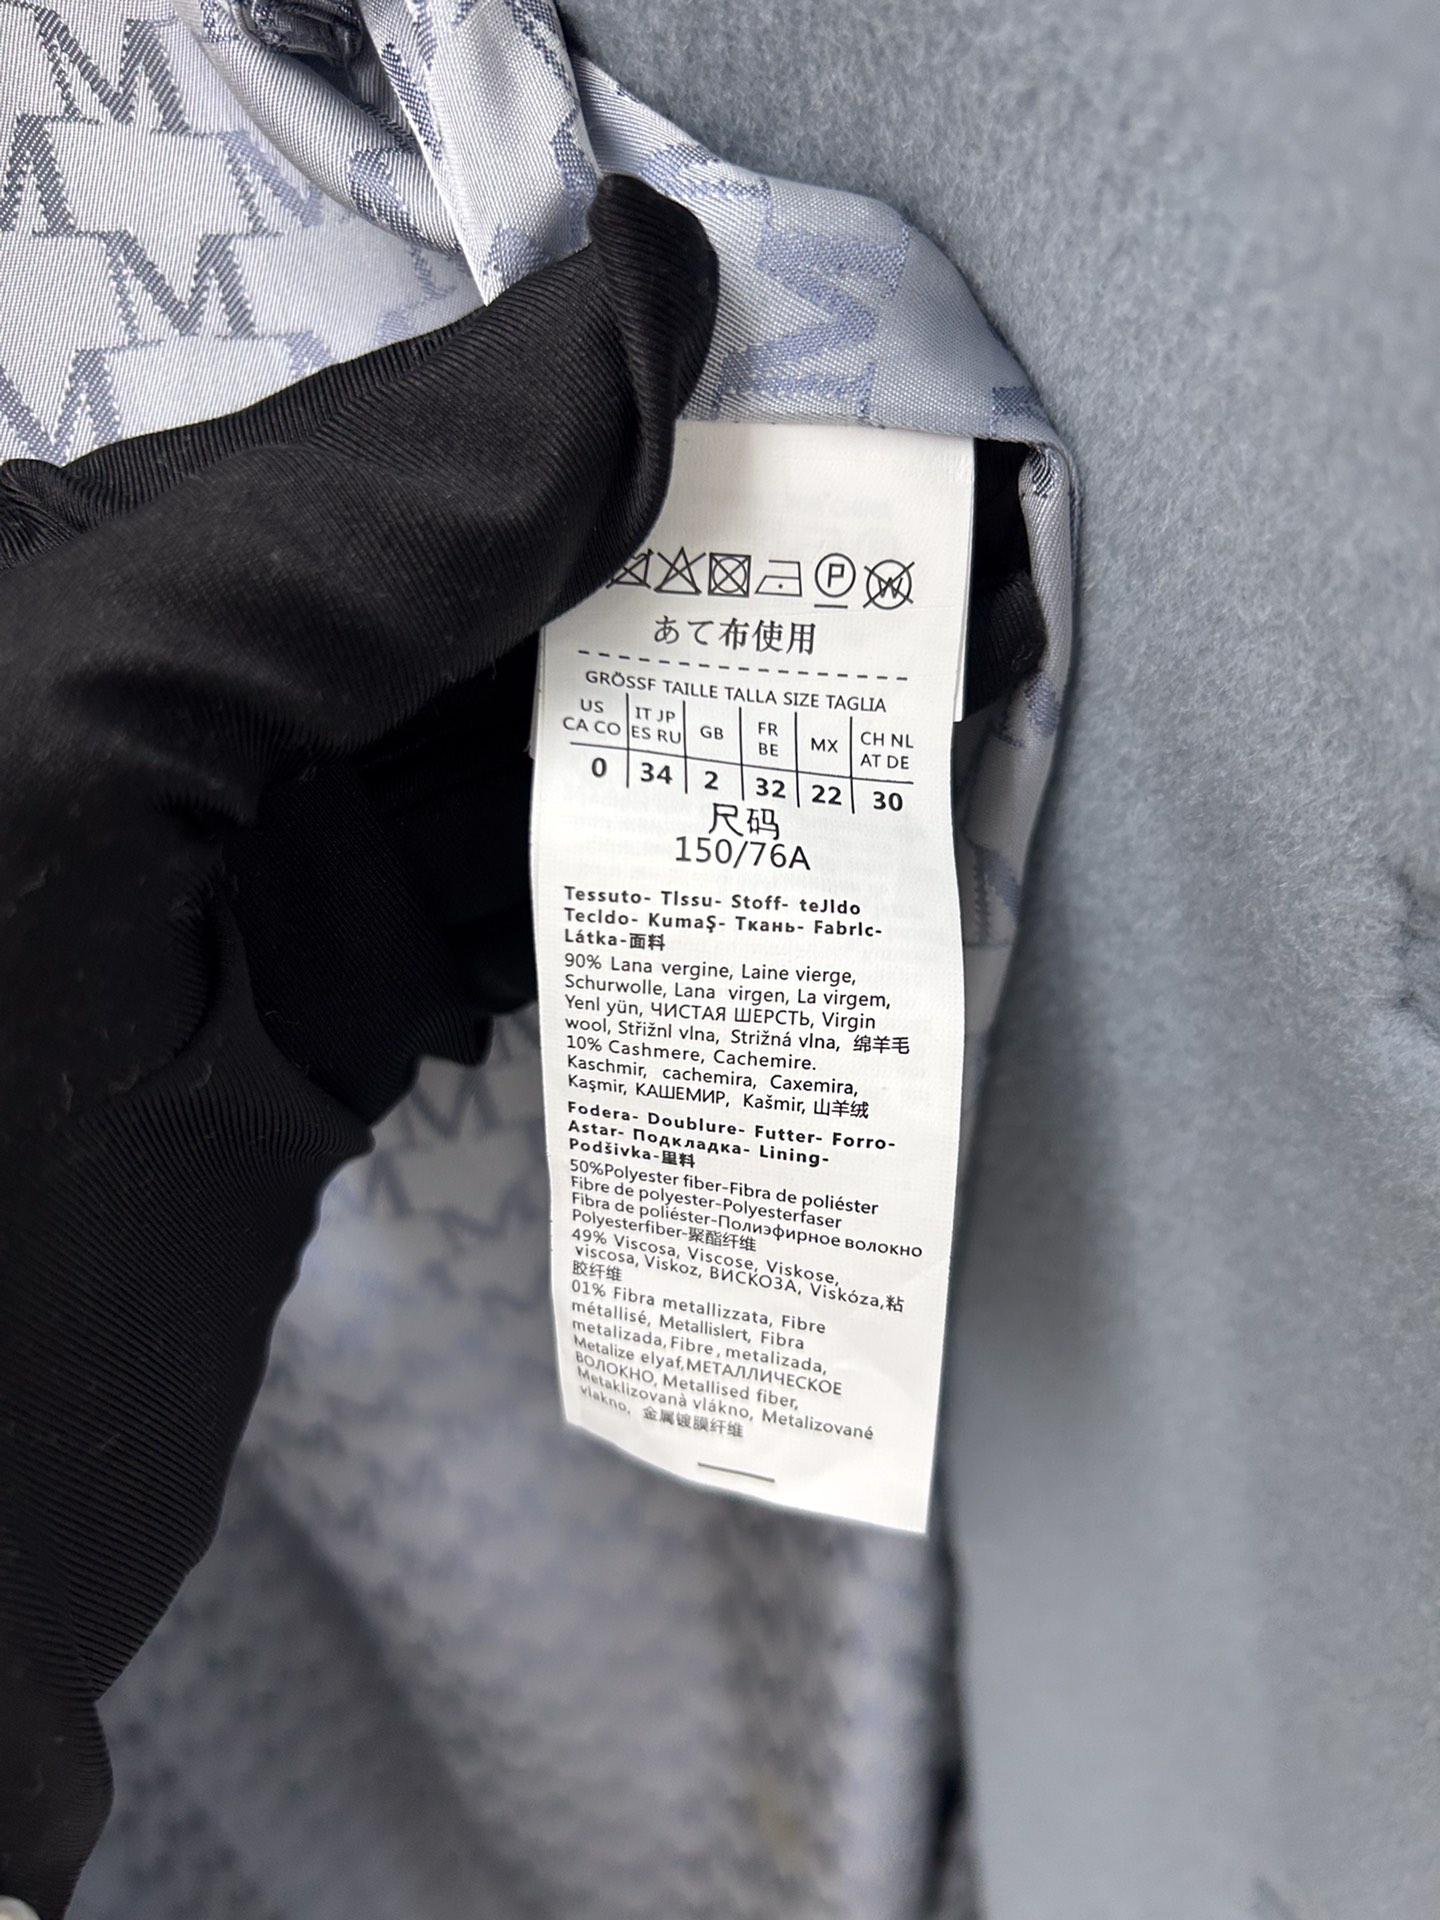 あて布使用
GRÖSSF TAILLE TALLA SIZE TAGLIA
US CA CO IT JP ES RU GB FR BE MX CH NL AT DE
0 34 2 32 22 30
尺码
150/76A
Tessuto- TIssu- Stoff- teJIdo
TecIdo- KumaŞ- Ткань- FabrIc-
Látka-面料
90% Lana vergine, Laine vierge,
Schurwolle, Lana virgen, La virgem,
Yenl yün, ЧИСТАЯ ШЕРСТЬ, Virgin
wool, Střižnl vlna, Strižná vlna, 绵羊毛
10% Cashmere, Cachemire.
Kaschmir, cachemira, Caxemira,
Kaşmir, КАШЕМИР, Kašmir, 山羊绒
Fodera- Doublure- Futter- Forro-
Astar- Подкладка- Lining-
Podšivka-里料
50%Polyester fiber-Fibra de poliéster
Fibre de polyester-Polyesterfaser
Fibra de poliéster-Полиэфирное волокно
Polyesterfiber-聚酯纤维
49% Viscosa, Viscose, Viskose,
viscosa, Viskoz, ВИСКОЗА, Viskóza,粘
胶纤维
01% Fibra metallizzata, Fibre
métallisé, Metallislert, Fibra
metalizada, Fibre, metalizada,
Metalize elyaf,МЕТАЛЛИЧЕСКОЕ
ВОЛОКНО, Metallised fiber,
Metaklizovanà vlákno, Metalizované
vlakno, 金属镀膜纤维